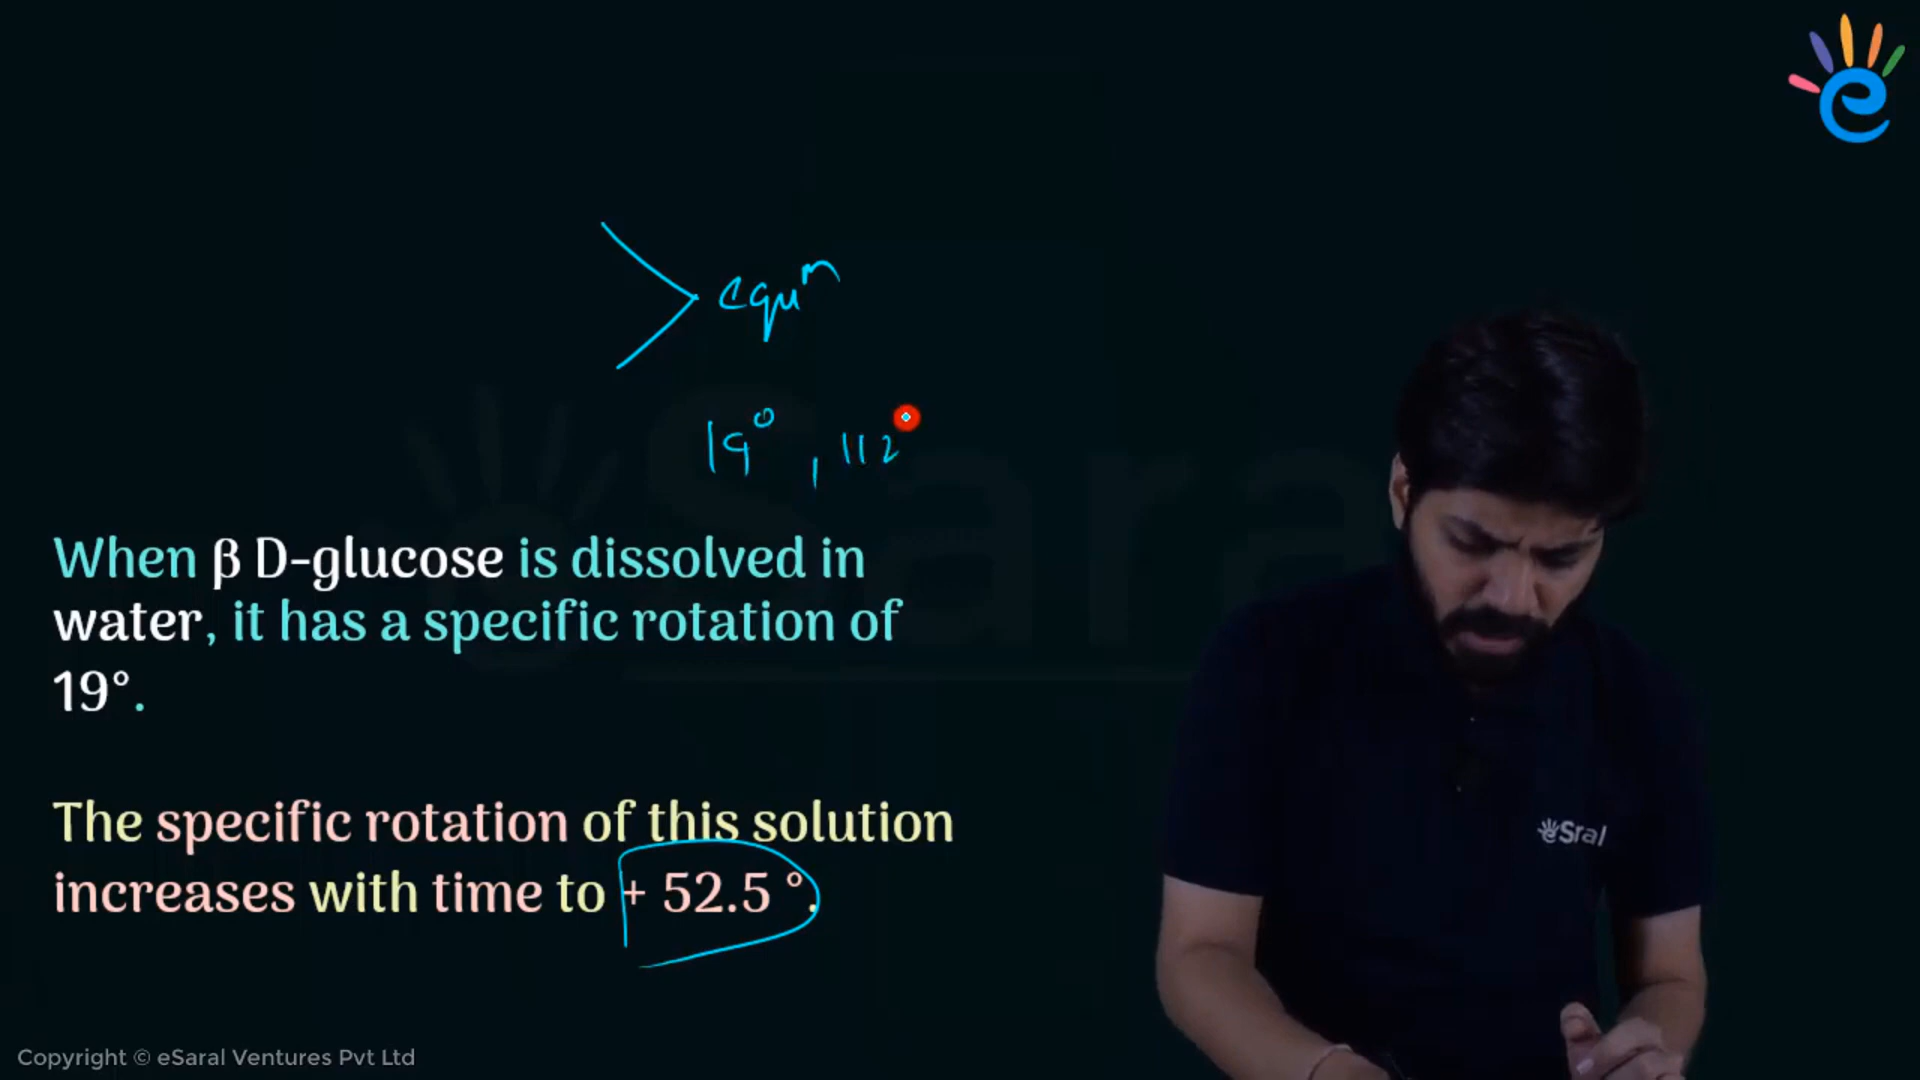 equⁿ
19°, 112
When β D-glucose is dissolved in
water, it has a specific rotation of
19°.
The specific rotation of this solution
increases with time to + 52.5 °.
eSral
Copyright © eSaral Ventures Pvt Ltd